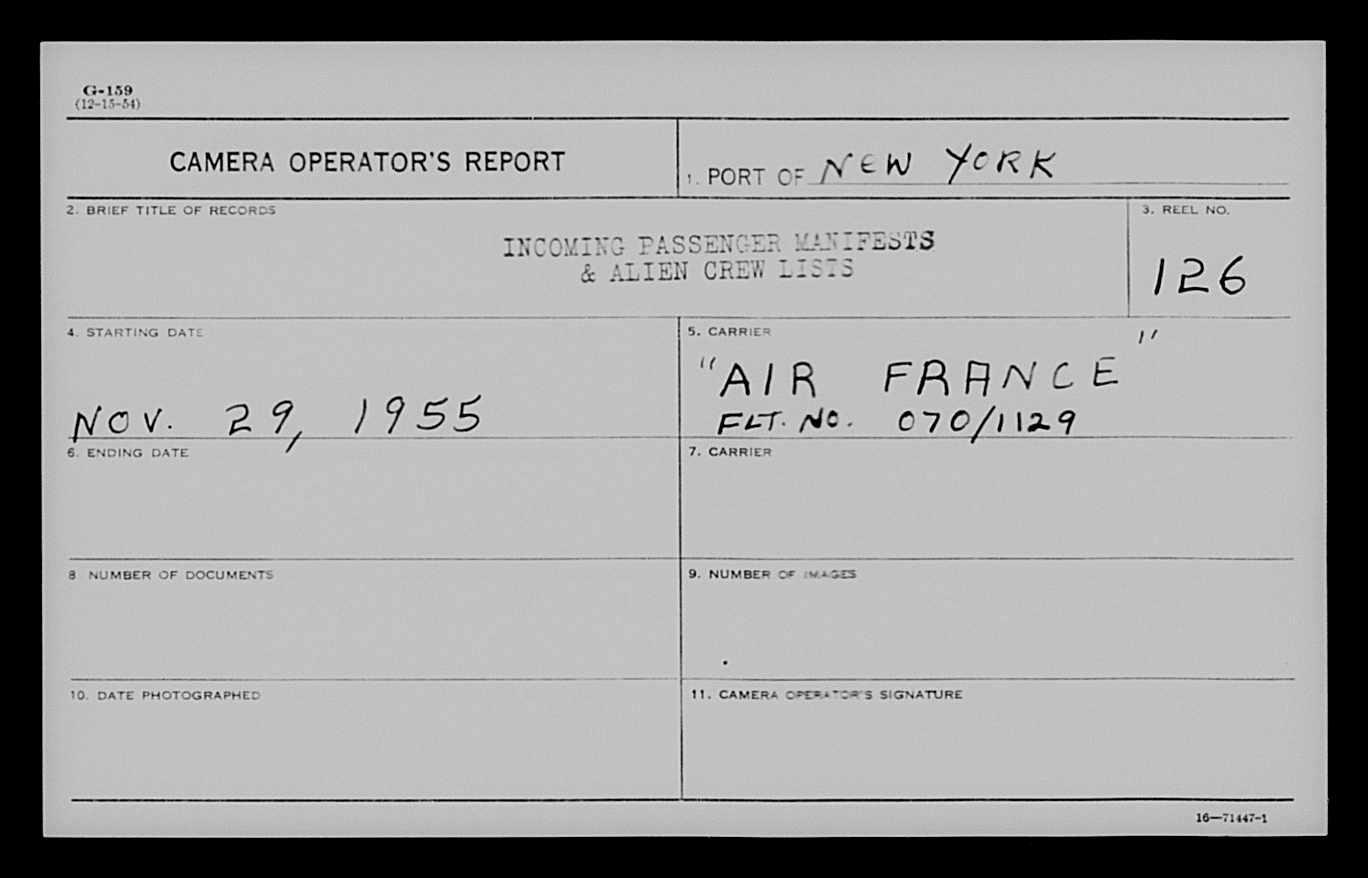 G-159
(12-15-54)
CAMERA OPERATOR'S REPORT
1. PORT OF NEW YORK
2. BRIEF TITLE OF RECORDS
INCOMING PASSENGER MANIFESTS
& ALIEN CREW LISTS
3. REEL NO.
126
4. STARTING DATE
NOV. 29, 1955
5. CARRIER
"AIR FRANCE"
FLT. NO. 070/1129
6. ENDING DATE
7. CARRIER
8 NUMBER OF DOCUMENTS
9. NUMBER OF IMAGES
10. DATE PHOTOGRAPHED
11. CAMERA OPERATOR'S SIGNATURE
16—71447-1